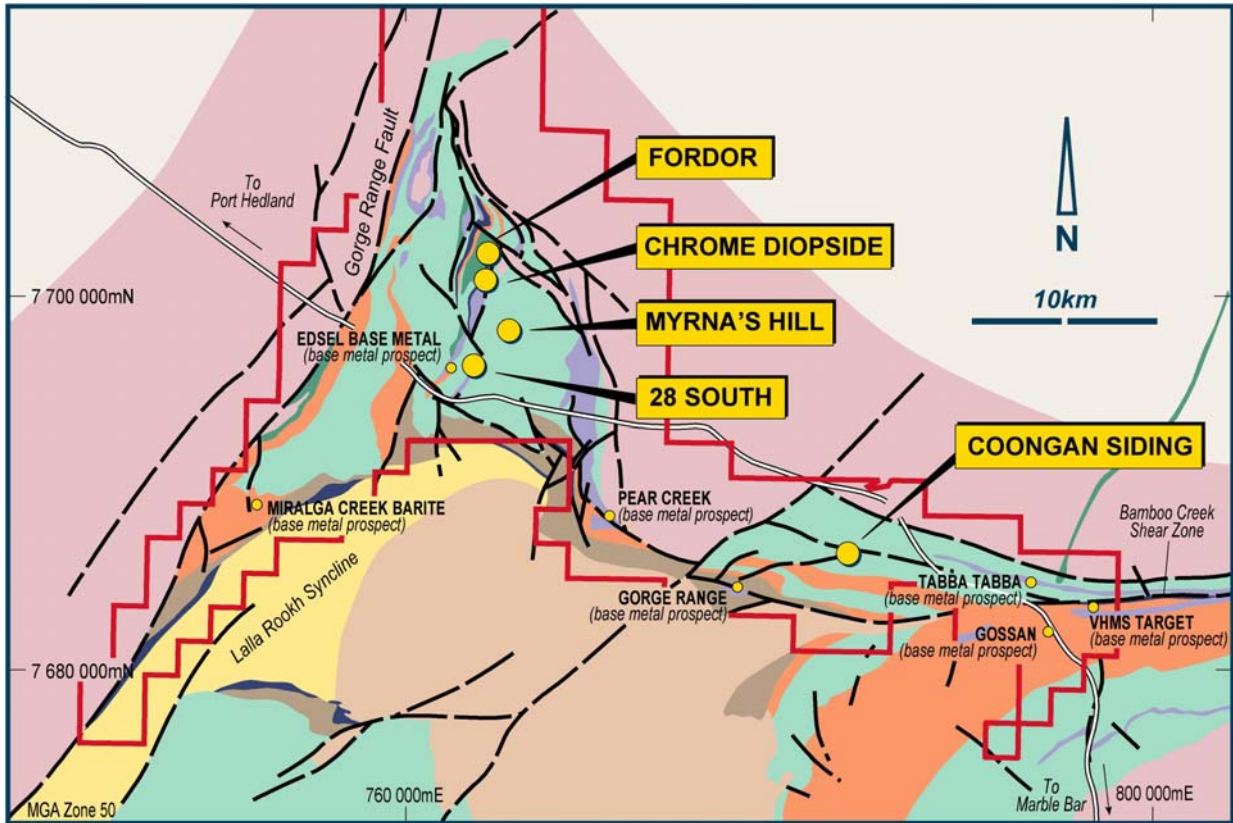 FORDOR
Gorge Range Fault
To
Port Hedland
CHROME DIOPSIDE
N
7 700 000mN
10km
MYRNA'S HILL
EDSEL BASE METAL
(base metal prospect)
28 SOUTH
COONGAN SIDING
PEAR CREEK
(base metal prospect)
MIRALGA CREEK BARITE
(base metal prospect)
Bamboo Creek
Shear Zone
TABBA TABBA
(base metal prospect)
GORGE RANGE
(base metal prospect)
VHMS TARGET
(base metal prospect)
GOSSAN
(base metal prospect)
Lalla Rookh Syncline
7 680 000mN
To
Marble Bar
MGA Zone 50
760 000mE
800 000mE